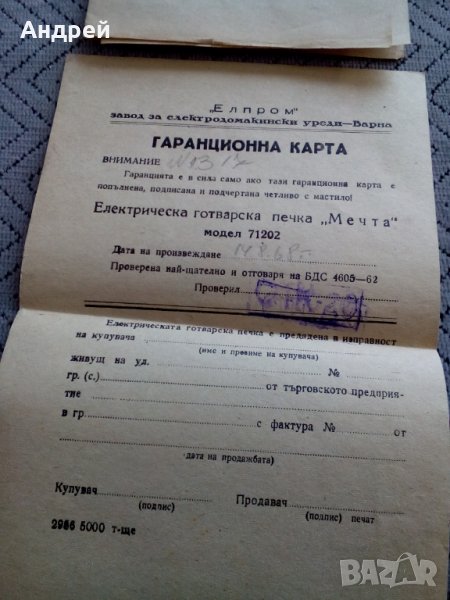 Андрей
„Елпром"
завод за електродомакински уреди—Варна
ГАРАНЦИОННА КАРТА
ВНИМАНИЕ
Гаранцията е в сила само ако тази гаранционна карта е
попълнена, подписана и подчертана четливо с мастило!
Електрическа готварска печка „Мечта"
модел 71202
Дата на произвеждане
Проверена най-щателно и отговаря на БДС 4605—62
Проверил
Електрическата готварска печка е предадена в изправност
на купувача
(име и презиме на купувача)
живущ на ул. №
гр. (с.) от търговското предприя-
тие
в гр с фактура № от
(дата на продажбата)
Купувач Продавач
(подпис) (подпис) печат
2986 5000 т-ще
BAZAR